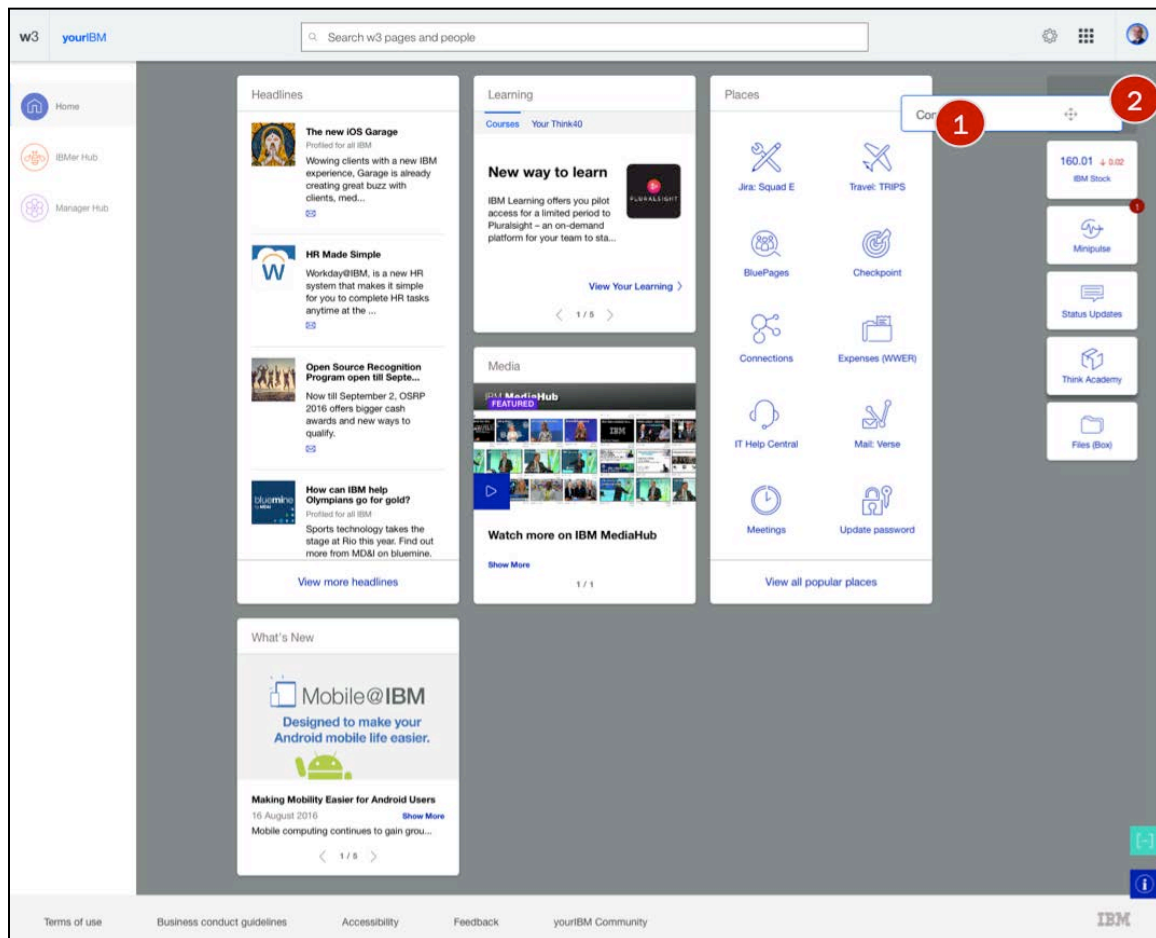 w3 yourIBM
Search w3 pages and people
Home
IBMer Hub
Manager Hub
Headlines
The new iOS Garage
Profiled for all IBM
Wowing clients with a new IBM
experience, Garage is already
creating great buzz with
clients, med...
HR Made Simple
Workday@IBM, is a new HR
system that makes it simple
for you to complete HR tasks
anytime at the ...
Open Source Recognition
Program open till Septe...
Now till September 2, OSRP
2016 offers bigger cash
awards and new ways to
qualify.
bluemine
How can IBM help
Olympians go for gold?
Profiled for all IBM
Sports technology takes the
stage at Rio this year. Find out
more from MD&I on bluemine.
View more headlines
Learning
Courses Your Think40
New way to learn
IBM Learning offers you pilot
access for a limited period to
Pluralsight – an on-demand
platform for your team to sta...
PLURALSIGHT
View Your Learning
1 / 5
Media
IBM MediaHub
FEATURED
IBM
Watch more on IBM MediaHub
Show More
1 / 1
Places
Jira: Squad E
Travel: TRIPS
BluePages
Checkpoint
Connections
Expenses (WWER)
IT Help Central
Mail: Verse
Meetings
Update password
View all popular places
1
2
160.01 ↓ 0.02
IBM Stock
1
Minipulse
Status Updates
Think Academy
Files (Box)
What's New
Mobile@IBM
Designed to make your
Android mobile life easier.
Making Mobility Easier for Android Users
16 August 2016 Show More
Mobile computing continues to gain grou...
1 / 5
[-]
i
Terms of use Business conduct guidelines Accessibility Feedback yourIBM Community IBM